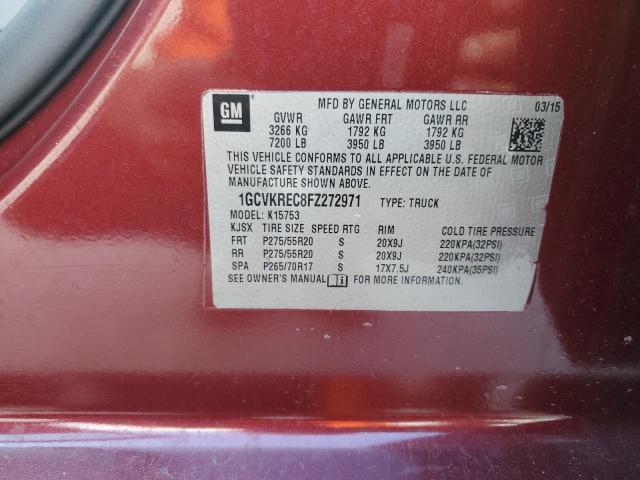 GM
MFD BY GENERAL MOTORS LLC 03/15
GVWR GAWR FRT GAWR RR
3266 KG 1792 KG 1792 KG
7200 LB 3950 LB 3950 LB
THIS VEHICLE CONFORMS TO ALL APPLICABLE U.S. FEDERAL MOTOR
VEHICLE SAFETY STANDARDS IN EFFECT ON THE DATE OF
MANUFACTURE SHOWN ABOVE.
1GCVKREC8FZ272971 TYPE: TRUCK
MODEL: K15753
KJSX TIRE SIZE SPEED RTG RIM COLD TIRE PRESSURE
FRT P275/55R20 S 20X9J 220KPA(32PSI)
RR P275/55R20 S 20X9J 220KPA(32PSI)
SPA P265/70R17 S 17X7.5J 240KPA(35PSI)
SEE OWNER'S MANUAL i FOR MORE INFORMATION.